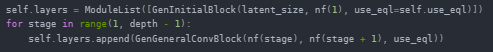 self.layers = ModuleList([GenInitialBlock(latent_size, nf(1), use_eql=self.use_eql)])
for stage in range(1, depth - 1):
    self.layers.append(GenGeneralConvBlock(nf(stage), nf(stage + 1), use_eql))